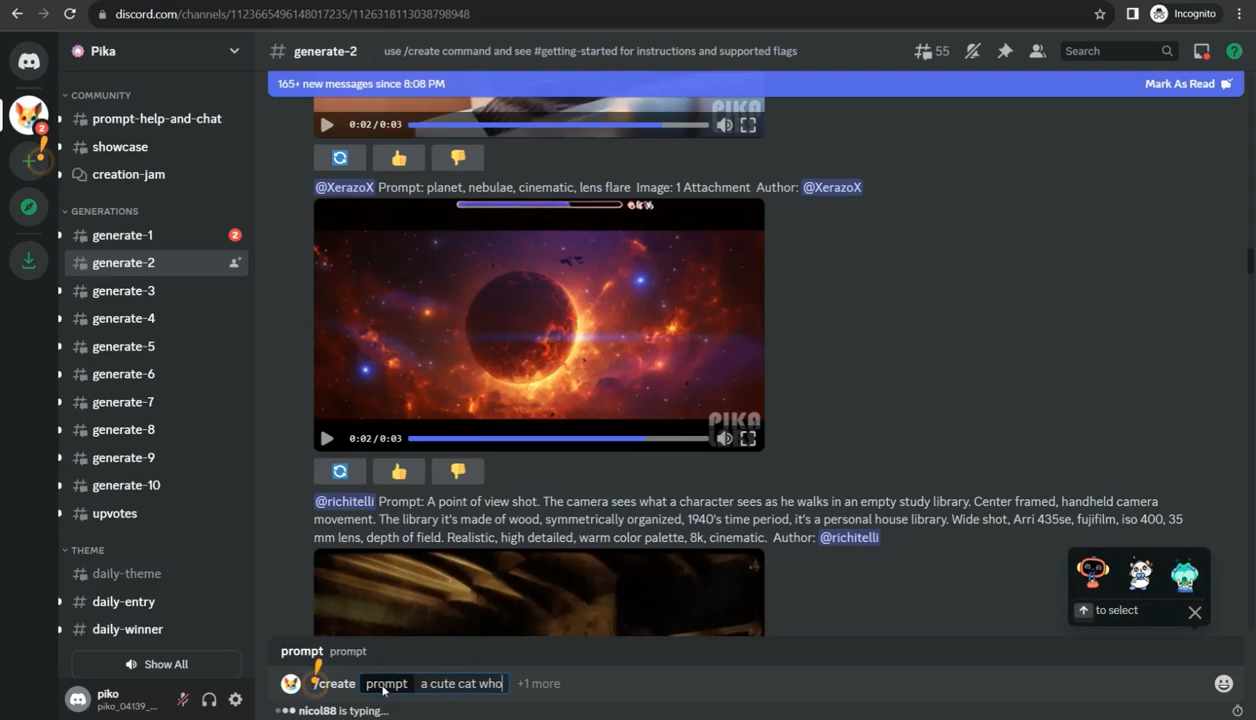 discord.com/channels/1123665496148017235/1126318113038798948
Incognito
Pika
generate-2
use /create command and see #getting-started for instructions and supported flags
55
Search
165+ new messages since 8:08 PM
Mark As Read
COMMUNITY
prompt-help-and-chat
showcase
creation-jam
GENERATIONS
generate-1
2
generate-2
generate-3
generate-4
generate-5
generate-6
generate-7
generate-8
generate-9
generate-10
upvotes
THEME
daily-theme
daily-entry
daily-winner
Show All
piko
piko_04139_...
2
PIKA
0:02/0:03
@XerazoX Prompt: planet, nebulae, cinematic, lens flare Image: 1 Attachment Author: @XerazoX
PIKA
0:02/0:03
@richitelli Prompt: A point of view shot. The camera sees what a character sees as he walks in an empty study library. Center framed, handheld camera
movement. The library it's made of wood, symmetrically organized, 1940's time period, it's a personal house library. Wide shot, Arri 435se, fujifilm, iso 400, 35
mm lens, depth of field. Realistic, high detailed, warm color palette, 8k, cinematic. Author: @richitelli
to select
prompt prompt
/create prompt a cute cat who +1 more
nicol88 is typing...